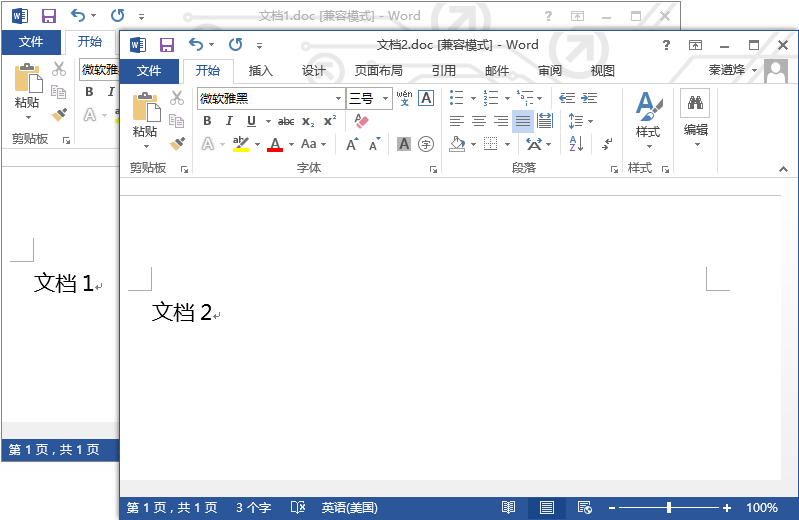 文档1.doc [兼容模式] - Word
文件
开始
粘贴
微软雅
B I
A
剪贴板
文档 1
第 1 页，共 1 页
文档2.doc [兼容模式] - Word
文件 开始 插入 设计 页面布局 引用 邮件 审阅 视图 秦道烽
粘贴
剪贴板
微软雅黑 三号 wén 文 A
B I U abc x₂ x²
A ab A Aa A A A 字
字体
A Z
段落
样式
样式
编辑
文档 2
第 1 页，共 1 页 3 个字 英语(美国) 100%